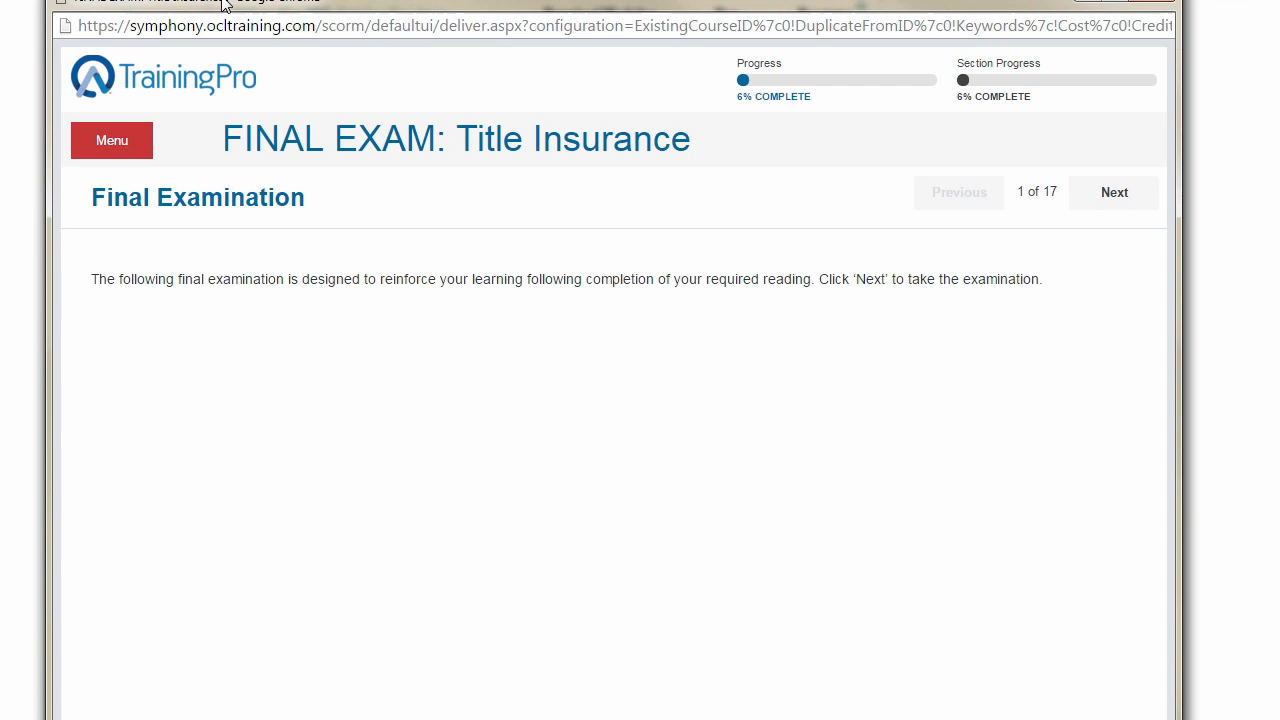 https://symphony.ocltraining.com/scorm/defaultui/deliver.aspx?configuration=ExistingCourseID%7c0!DuplicateFromID%7c0!Keywords%7c!Cost%7c0!Credit
TrainingPro
Progress
Section Progress
6% COMPLETE
6% COMPLETE
Menu
FINAL EXAM: Title Insurance
Final Examination
Previous
1 of 17
Next
The following final examination is designed to reinforce your learning following completion of your required reading. Click ‘Next’ to take the examination.